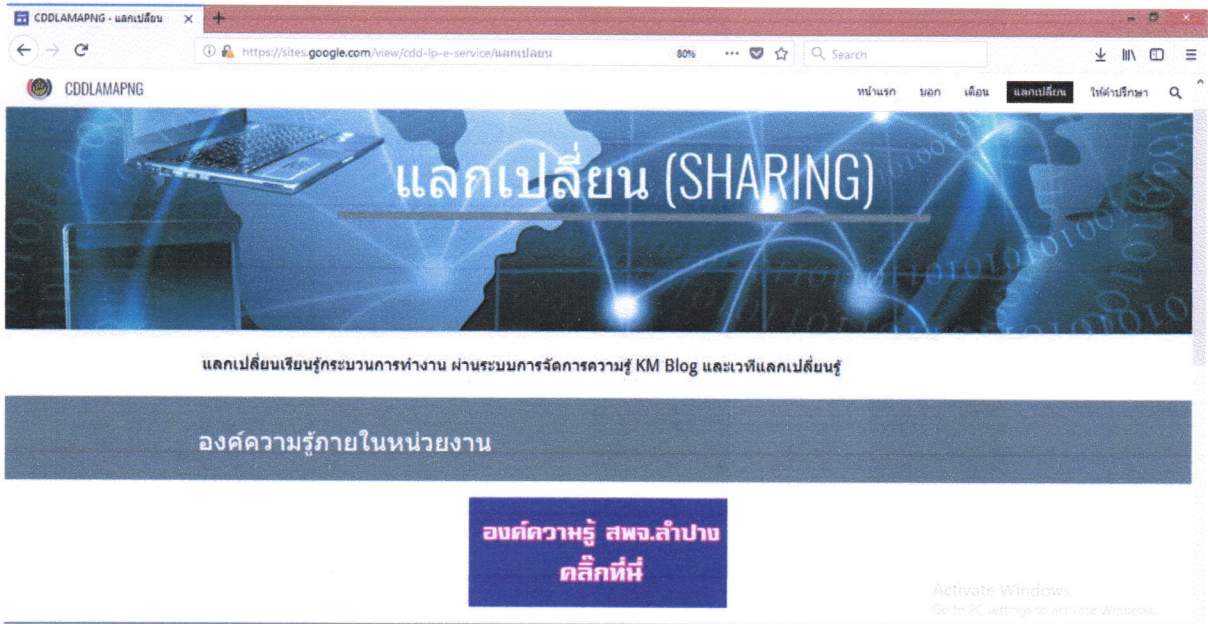 CDDLAMAPNG - แลกเปลี่ยน
https://sites.google.com/view/cdd-lp-e-service/แลกเปลยน
80%
Search
CDDLAMAPNG
หน้าแรก บอก เตือน แลกเปลี่ยน ให้คำปรึกษา
แลกเปลี่ยน (SHARING)
แลกเปลี่ยนเรียนรู้กระบวนการทำงาน ผ่านระบบการจัดการความรู้ KM Blog และเวทีแลกเปลี่ยนรู้
องค์ความรู้ภายในหน่วยงาน
องค์ความรู้ สพจ.ลำปาง
คลิ๊กที่นี่
Activate Windows
Go to PC settings to activate Windows.